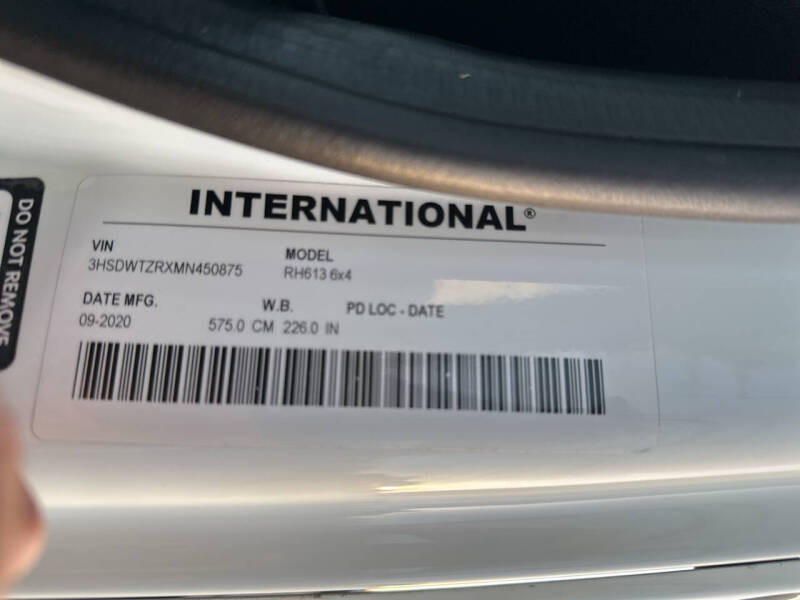 INTERNATIONAL®
VIN
MODEL
3HSDWTZRXMN450875
RH613 6x4
DATE MFG.
W.B.
PD LOC - DATE
09-2020
575.0 CM 226.0 IN
DO NOT REMOVE